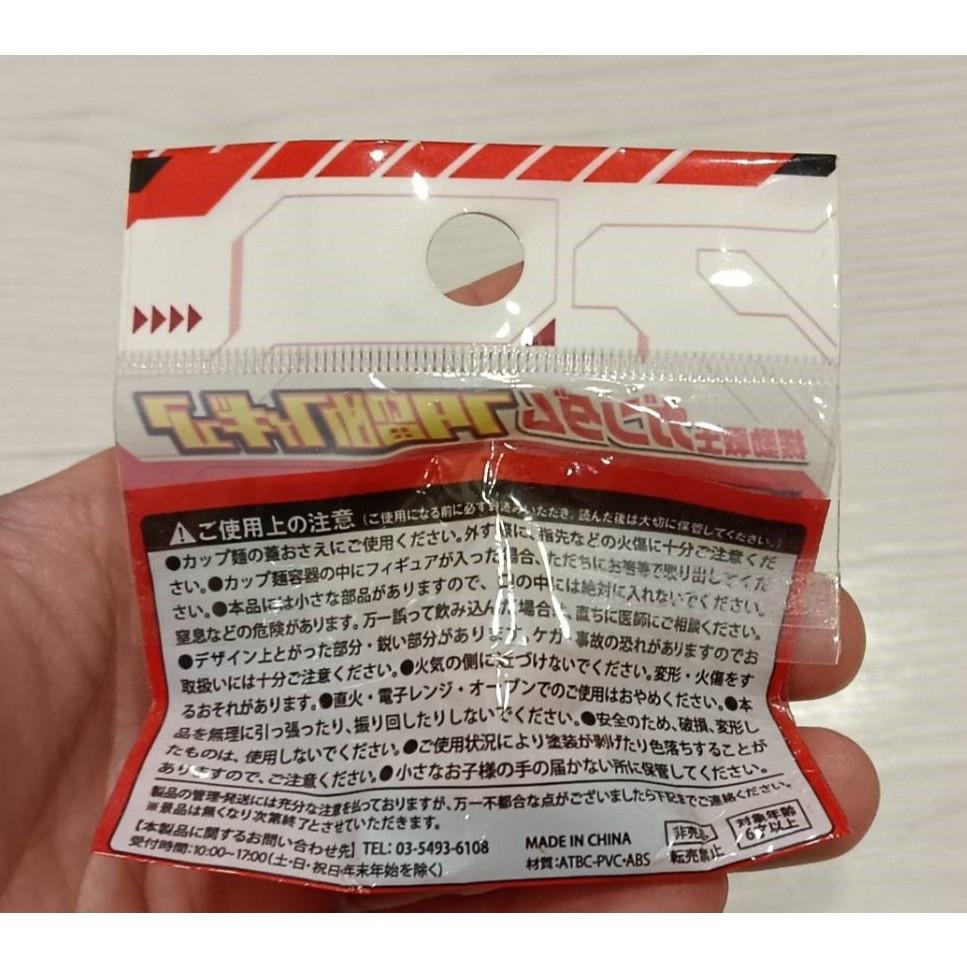 機動戦士ガンダム
⚠ご使用上の注意(ご使用になる前に必ずお読みいただき、読んだ後は大切に保管してください。)
●カップ麺の蓋おさえにご使用ください。外す際に、指先などの火傷に十分ご注意くだ
さい。●カップ麺容器の中にフィギュアが入った場合、ただちにお箸等で取り出してくだ
さい。●本品には小さな部品がありますので、口の中には絶対に入れないでください。
窒息などの危険があります。万一誤って飲み込んだ場合は、直ちに医師にご相談ください。
●デザイン上とがった部分・鋭い部分があります。ケガ・事故の恐れがありますのでお
取扱いには十分ご注意ください。●火気の側に近づけないでください。変形・火傷をす
るおそれがあります。●直火・電子レンジ・オーブンでのご使用はおやめください。●本
品を無理に引っ張ったり、振り回したりしないでください。●安全のため、破損、変形し
たものは、使用しないでください。●ご使用状況により塗装が剥げたり色落ちすることが
ありますので、ご注意ください。●小さなお子様の手の届かない所に保管してください。
製品の管理・発送には充分な注意を払っておりますが、万一不都合な点がございましたら下記までご連絡ください。
※景品は無くなり次第終了とさせていただきます。
【本製品に関するお問い合わせ先】TEL: 03-5493-6108
受付時間:10:00~17:00(土・日・祝日・年末年始を除く)
MADE IN CHINA
材質:ATBC-PVC・ABS
非売品
転売禁止
対象年齢
6才以上